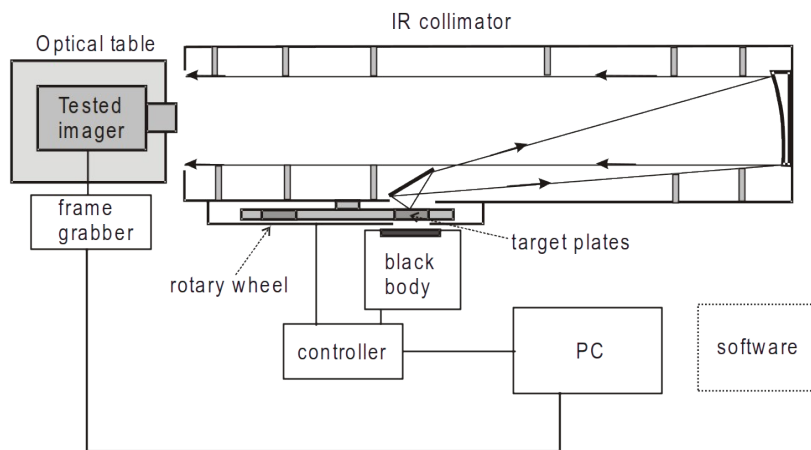 IR collimator
Optical table
Tested
imager
frame
grabber
target plates
rotary wheel
black
body
controller
PC
software